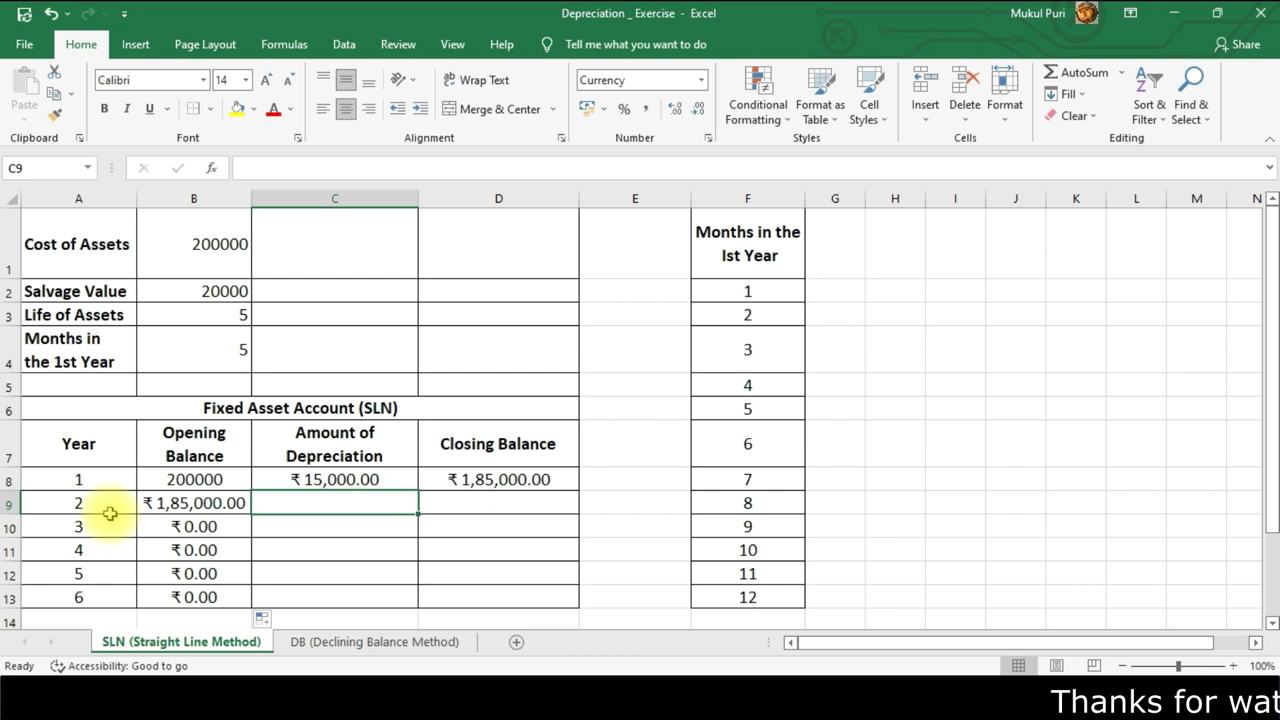 Depreciation _ Exercise - Excel
Mukul Puri
File Home Insert Page Layout Formulas Data Review View Help Tell me what you want to do Share
Paste
Clipboard
Calibri 14
B I U
Font
Wrap Text
Merge & Center
Alignment
Currency
Number
Conditional Formatting
Format as Table
Cell Styles
Styles
Insert Delete Format
Cells
AutoSum
Fill
Clear
Sort & Filter
Find & Select
Editing
C9 fx
A B C D E F G H I J K L M N
1 Cost of Assets 200000 Months in the Ist Year
2 Salvage Value 20000 1
3 Life of Assets 5 2
4 Months in the 1st Year 5 3
5 4
6 Fixed Asset Account (SLN) 5
7 Year Opening Balance Amount of Depreciation Closing Balance 6
8 1 200000 ₹ 15,000.00 ₹ 1,85,000.00 7
9 2 ₹ 1,85,000.00 8
10 3 ₹ 0.00 9
11 4 ₹ 0.00 10
12 5 ₹ 0.00 11
13 6 ₹ 0.00 12
14
SLN (Straight Line Method) DB (Declining Balance Method)
Ready Accessibility: Good to go 100%
Thanks for wat